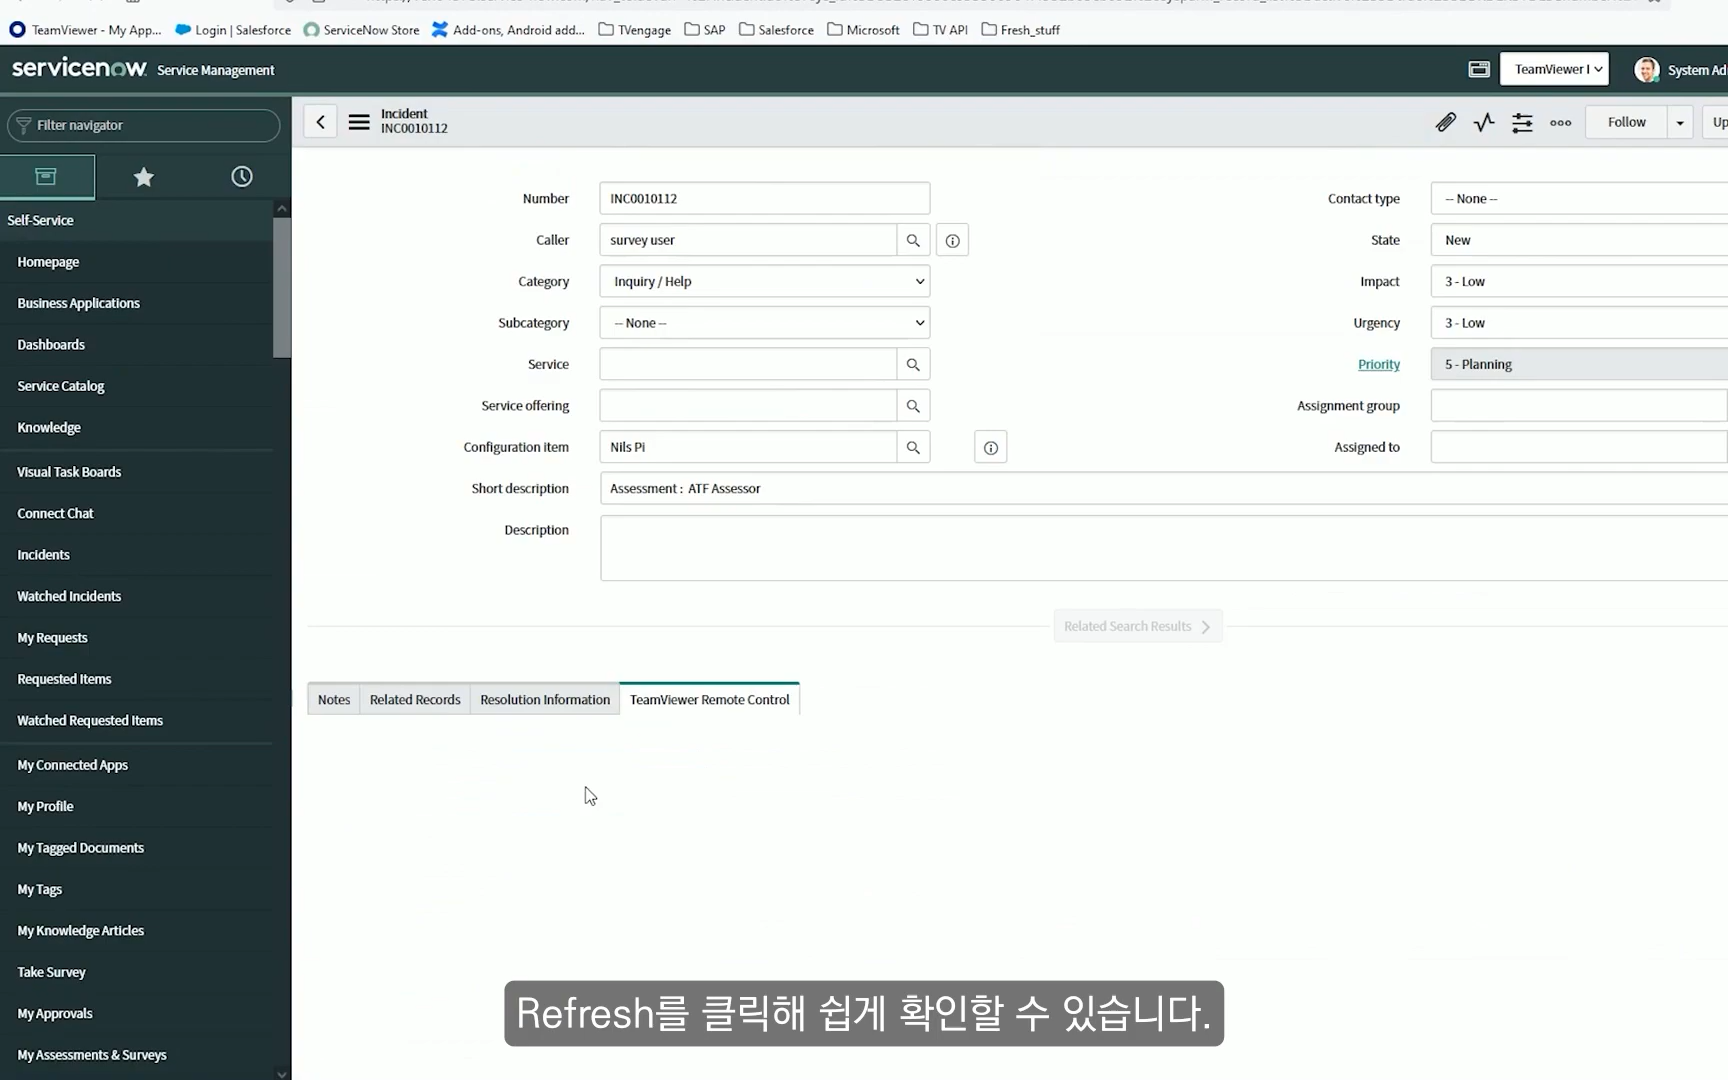 TeamViewer - My App...
Login | Salesforce
ServiceNow Store
Add-ons, Android add...
TVengage
SAP
Salesforce
Microsoft
TV API
Fresh_stuff
servicenow Service Management
TeamViewer I
System Ad
Filter navigator
Self-Service
Homepage
Business Applications
Dashboards
Service Catalog
Knowledge
Visual Task Boards
Connect Chat
Incidents
Watched Incidents
My Requests
Requested Items
Watched Requested Items
My Connected Apps
My Profile
My Tagged Documents
My Tags
My Knowledge Articles
Take Survey
My Approvals
My Assessments & Surveys
Incident
INC0010112
Follow
Up
Number INC0010112
Caller survey user
Category Inquiry / Help
Subcategory -- None --
Service
Service offering
Configuration item Nils Pi
Short description Assessment : ATF Assessor
Description
Contact type -- None --
State New
Impact 3 - Low
Urgency 3 - Low
Priority 5 - Planning
Assignment group
Assigned to
Related Search Results
Notes
Related Records
Resolution Information
TeamViewer Remote Control
Refresh를 클릭해 쉽게 확인할 수 있습니다.